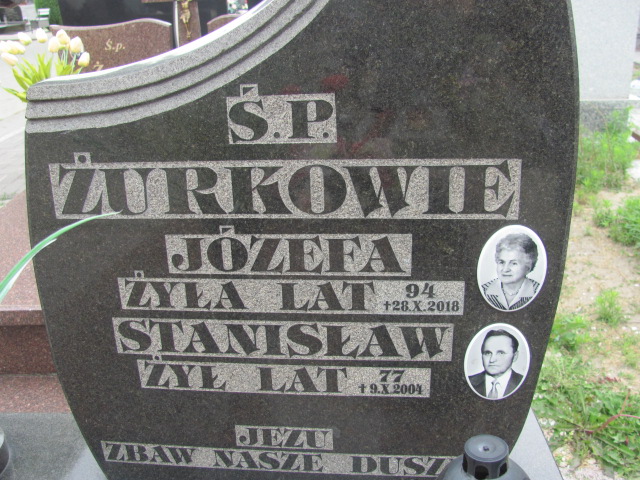 Ś.p.
Ś.P.
ŻURKOWIE
JÓZEFA
ŻYŁA LAT 94
†28.X.2018
STANISŁAW
ŻYŁ LAT 77
†9.X.2004
JEZU
ZBAW NASZE DUSZ